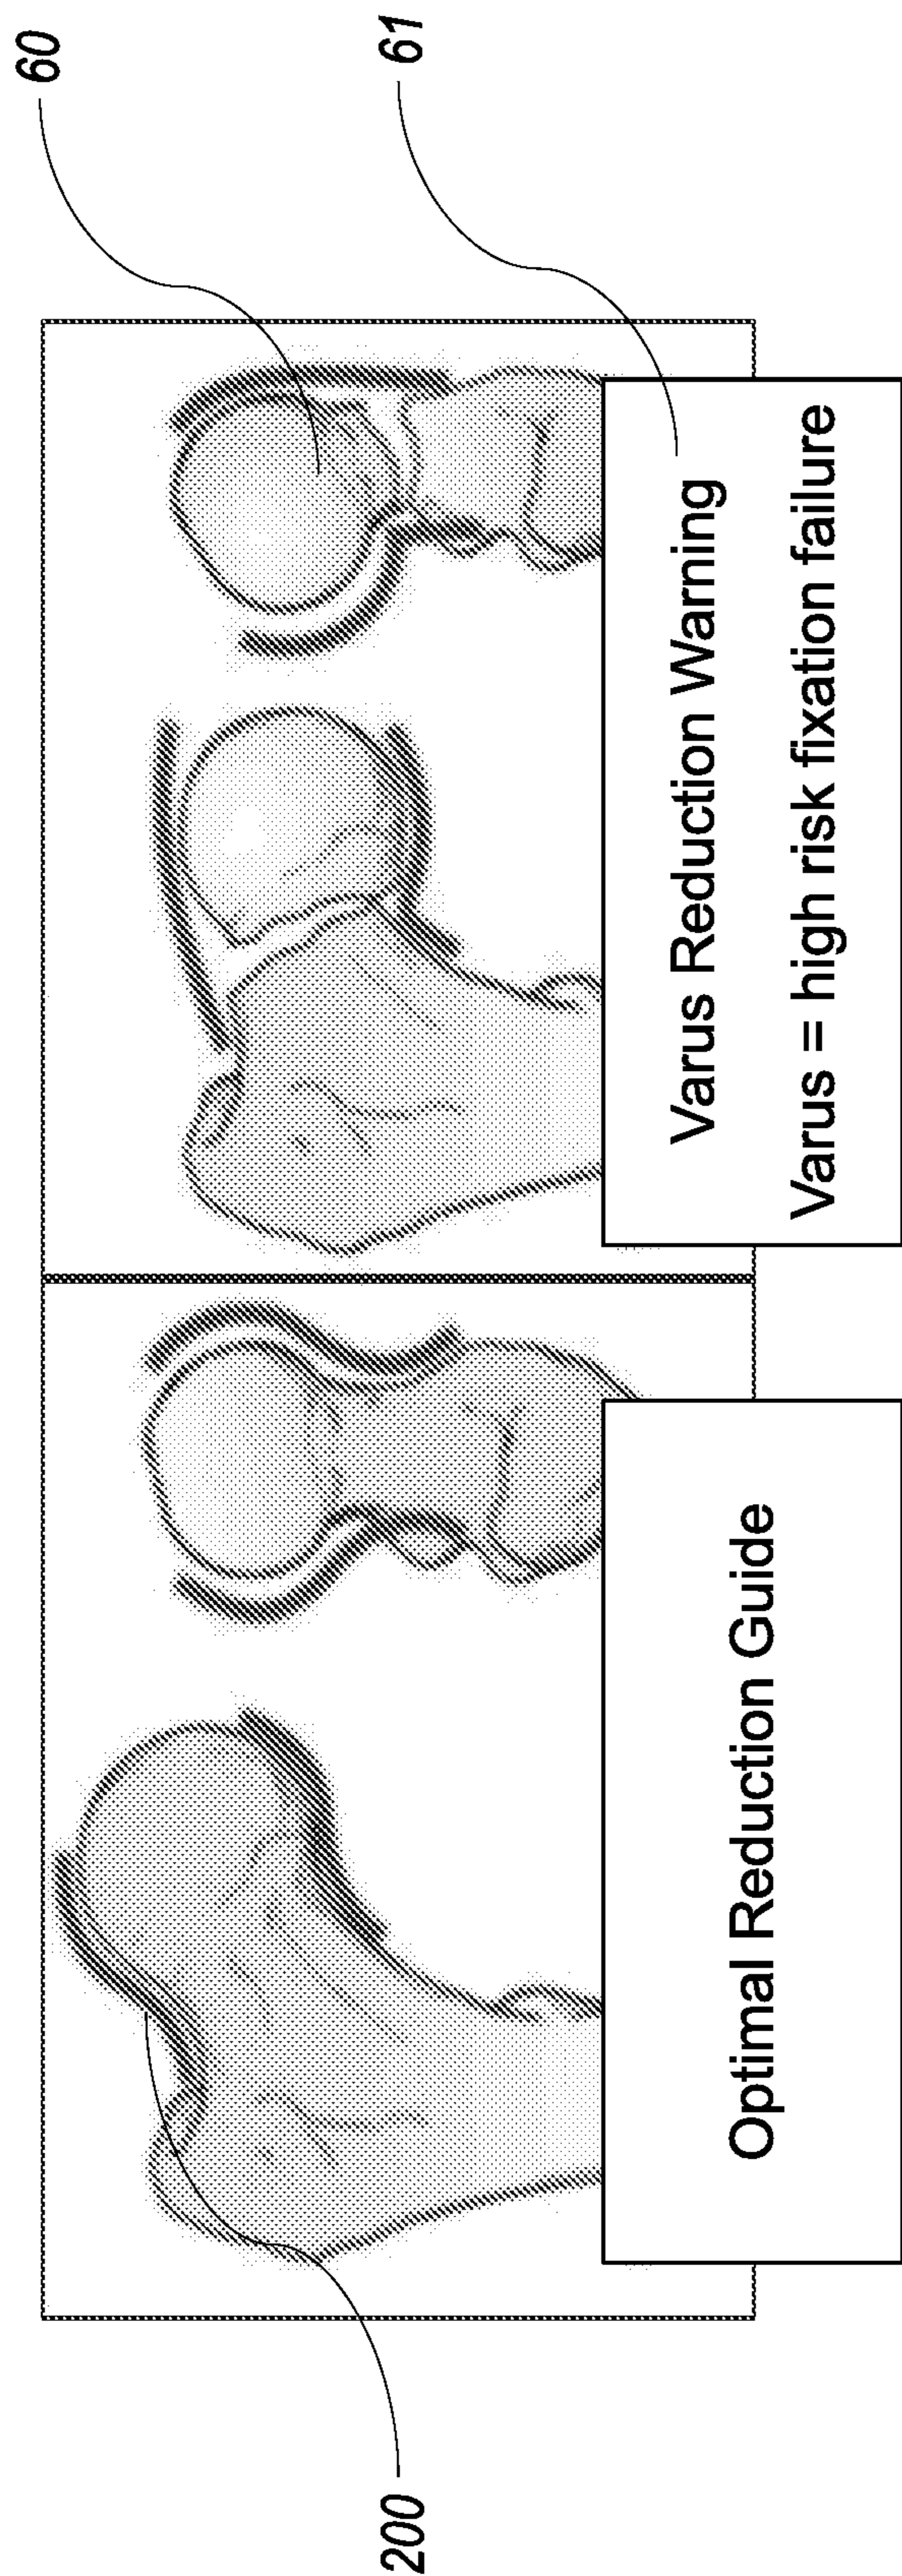 60
61
200
Optimal Reduction Guide
Varus Reduction Warning
Varus = high risk fixation failure